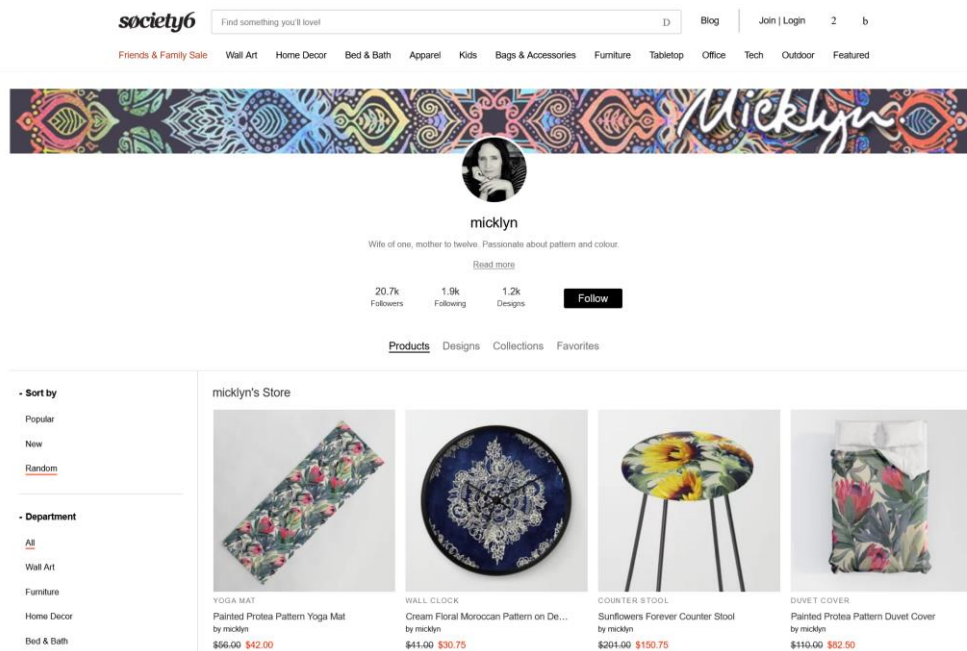 søciety6
Find something you'll love!
D
Blog
Join | Login
2
b
Friends & Family Sale
Wall Art
Home Decor
Bed & Bath
Apparel
Kids
Bags & Accessories
Furniture
Tabletop
Office
Tech
Outdoor
Featured
Micklyn
micklyn
Wife of one, mother to twelve. Passionate about pattern and colour.
Read more
20.7k
Followers
1.9k
Following
1.2k
Designs
Follow
Products
Designs
Collections
Favorites
- Sort by
Popular
New
Random
- Department
All
Wall Art
Furniture
Home Decor
Bed & Bath
micklyn's Store
YOGA MAT
Painted Protea Pattern Yoga Mat
by micklyn
$56.00 $42.00
WALL CLOCK
Cream Floral Moroccan Pattern on De...
by micklyn
$41.00 $30.75
COUNTER STOOL
Sunflowers Forever Counter Stool
by micklyn
$201.00 $150.75
DUVET COVER
Painted Protea Pattern Duvet Cover
by micklyn
$110.00 $82.50